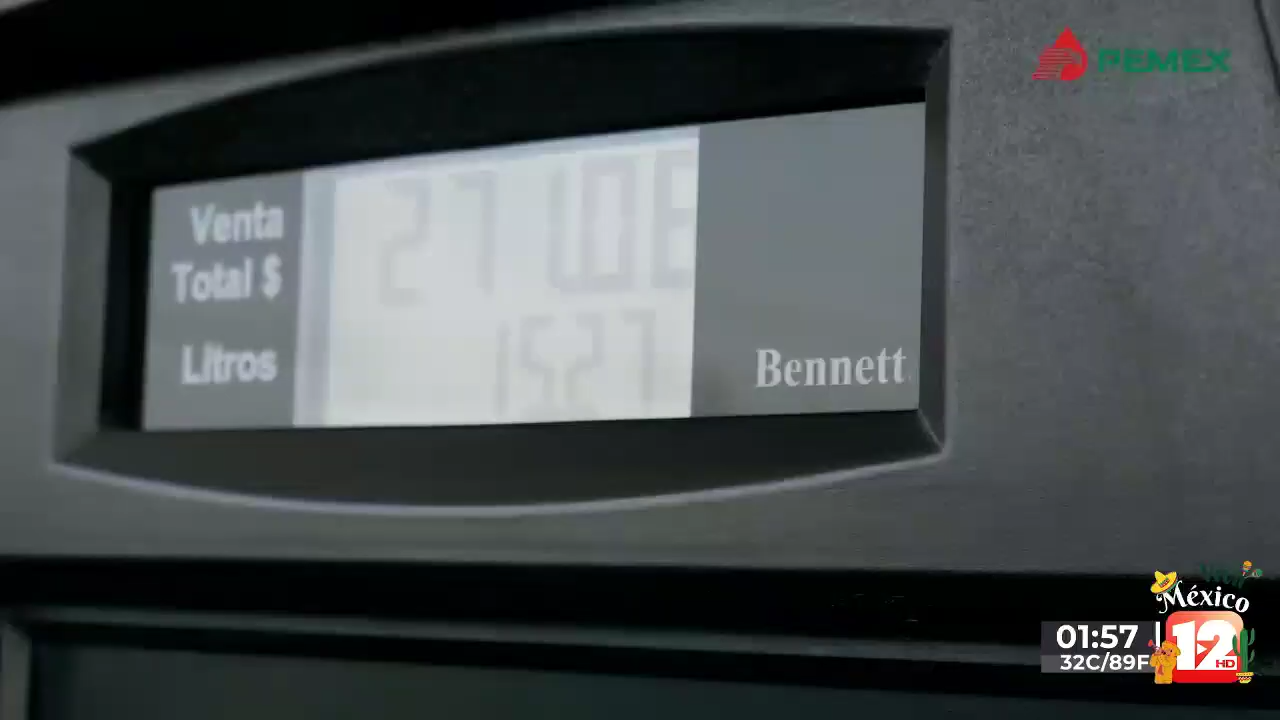 PEMEX
Venta
Total $
Litros
Bennett
México
01:57
32C/89F
12
HD